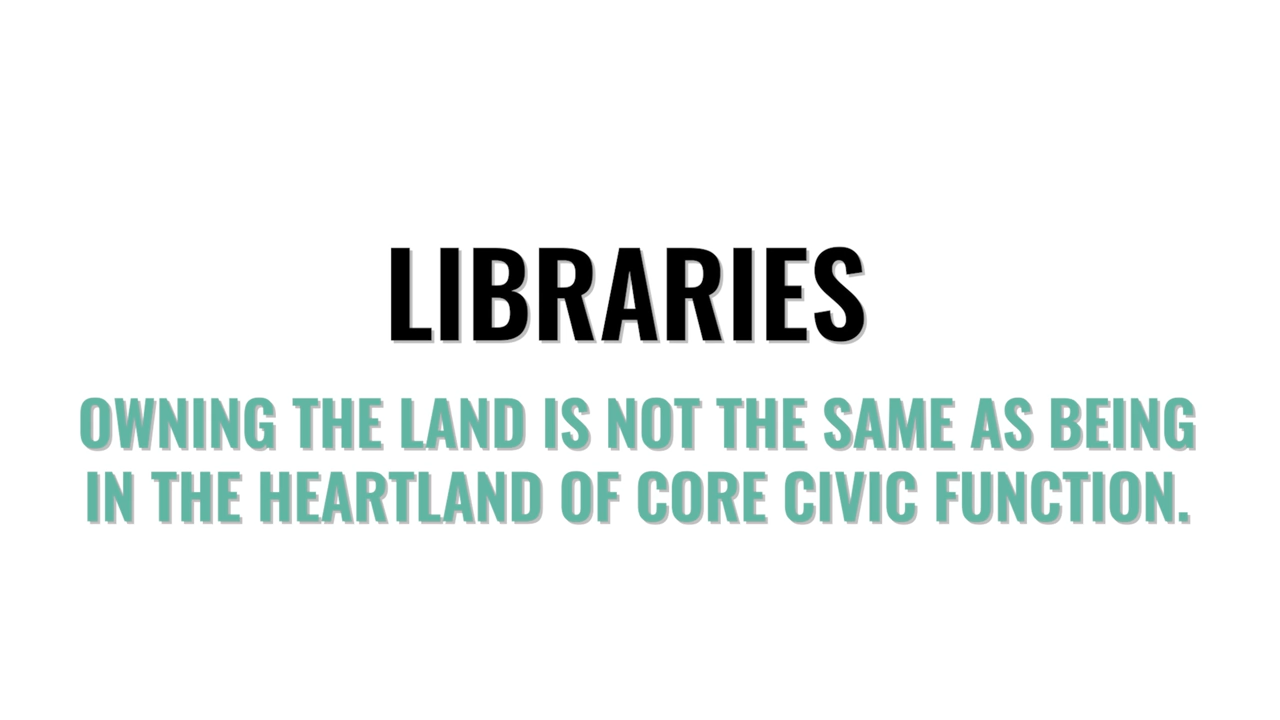 LIBRARIES
OWNING THE LAND IS NOT THE SAME AS BEING
IN THE HEARTLAND OF CORE CIVIC FUNCTION.